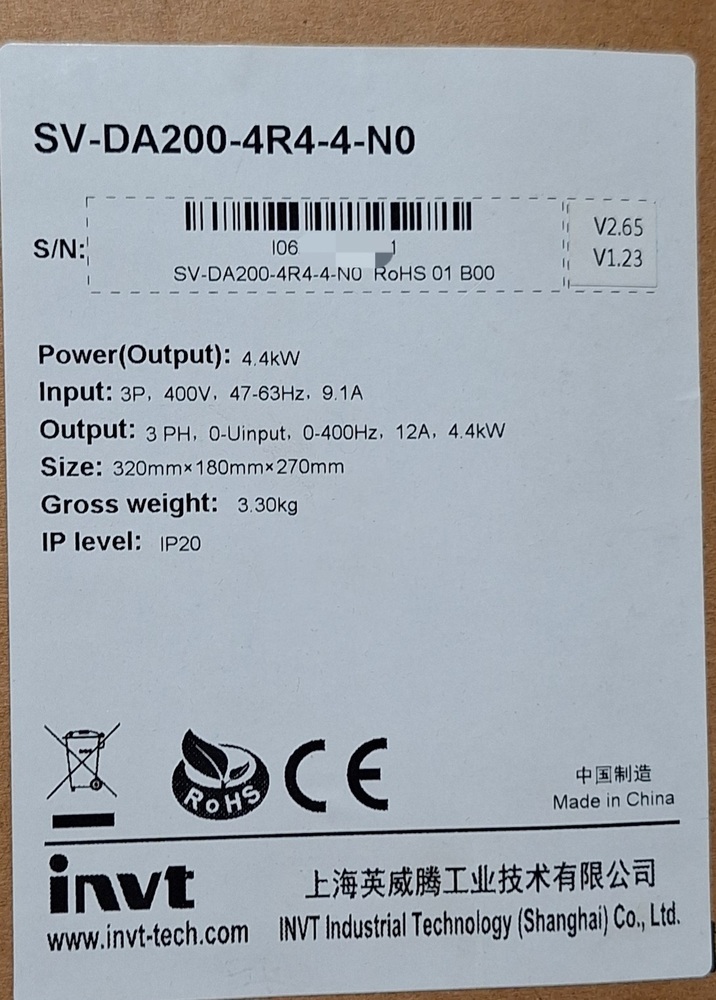 SV-DA200-4R4-4-N0
S/N:
I06 1
SV-DA200-4R4-4-N0 RoHS 01 B00
V2.65
V1.23
Power(Output): 4.4kW
Input: 3P, 400V, 47-63Hz, 9.1A
Output: 3 PH, 0-Uinput, 0-400Hz, 12A, 4.4kW
Size: 320mm×180mm×270mm
Gross weight: 3.30kg
IP level: IP20
RoHS
CE
中国制造
Made in China
invt
上海英威腾工业技术有限公司
www.invt-tech.com
INVT Industrial Technology (Shanghai) Co., Ltd.